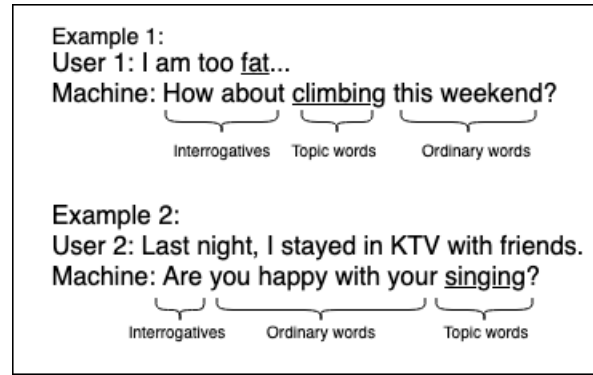 Example 1:
User 1: I am too fat...
Machine: How about climbing this weekend?
Interrogatives Topic words Ordinary words
Example 2:
User 2: Last night, I stayed in KTV with friends.
Machine: Are you happy with your singing?
Interrogatives Ordinary words Topic words